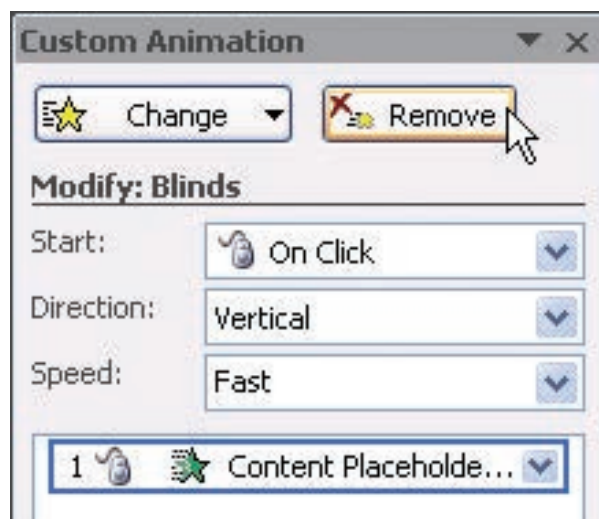 Custom Animation
Change Remove
Modify: Blinds
Start: On Click
Direction: Vertical
Speed: Fast
1 Content Placeholde...